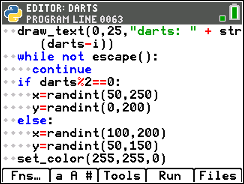 EDITOR: DARTS
PROGRAM LINE 0063
draw_text(0,25,"darts: " + str
(darts-i))
while not escape():
continue
if darts%2==0:
x=randint(50,250)
y=randint(0,200)
else:
x=randint(100,200)
y=randint(50,150)
set_color(255,255,0)
Fns… a A # Tools Run Files